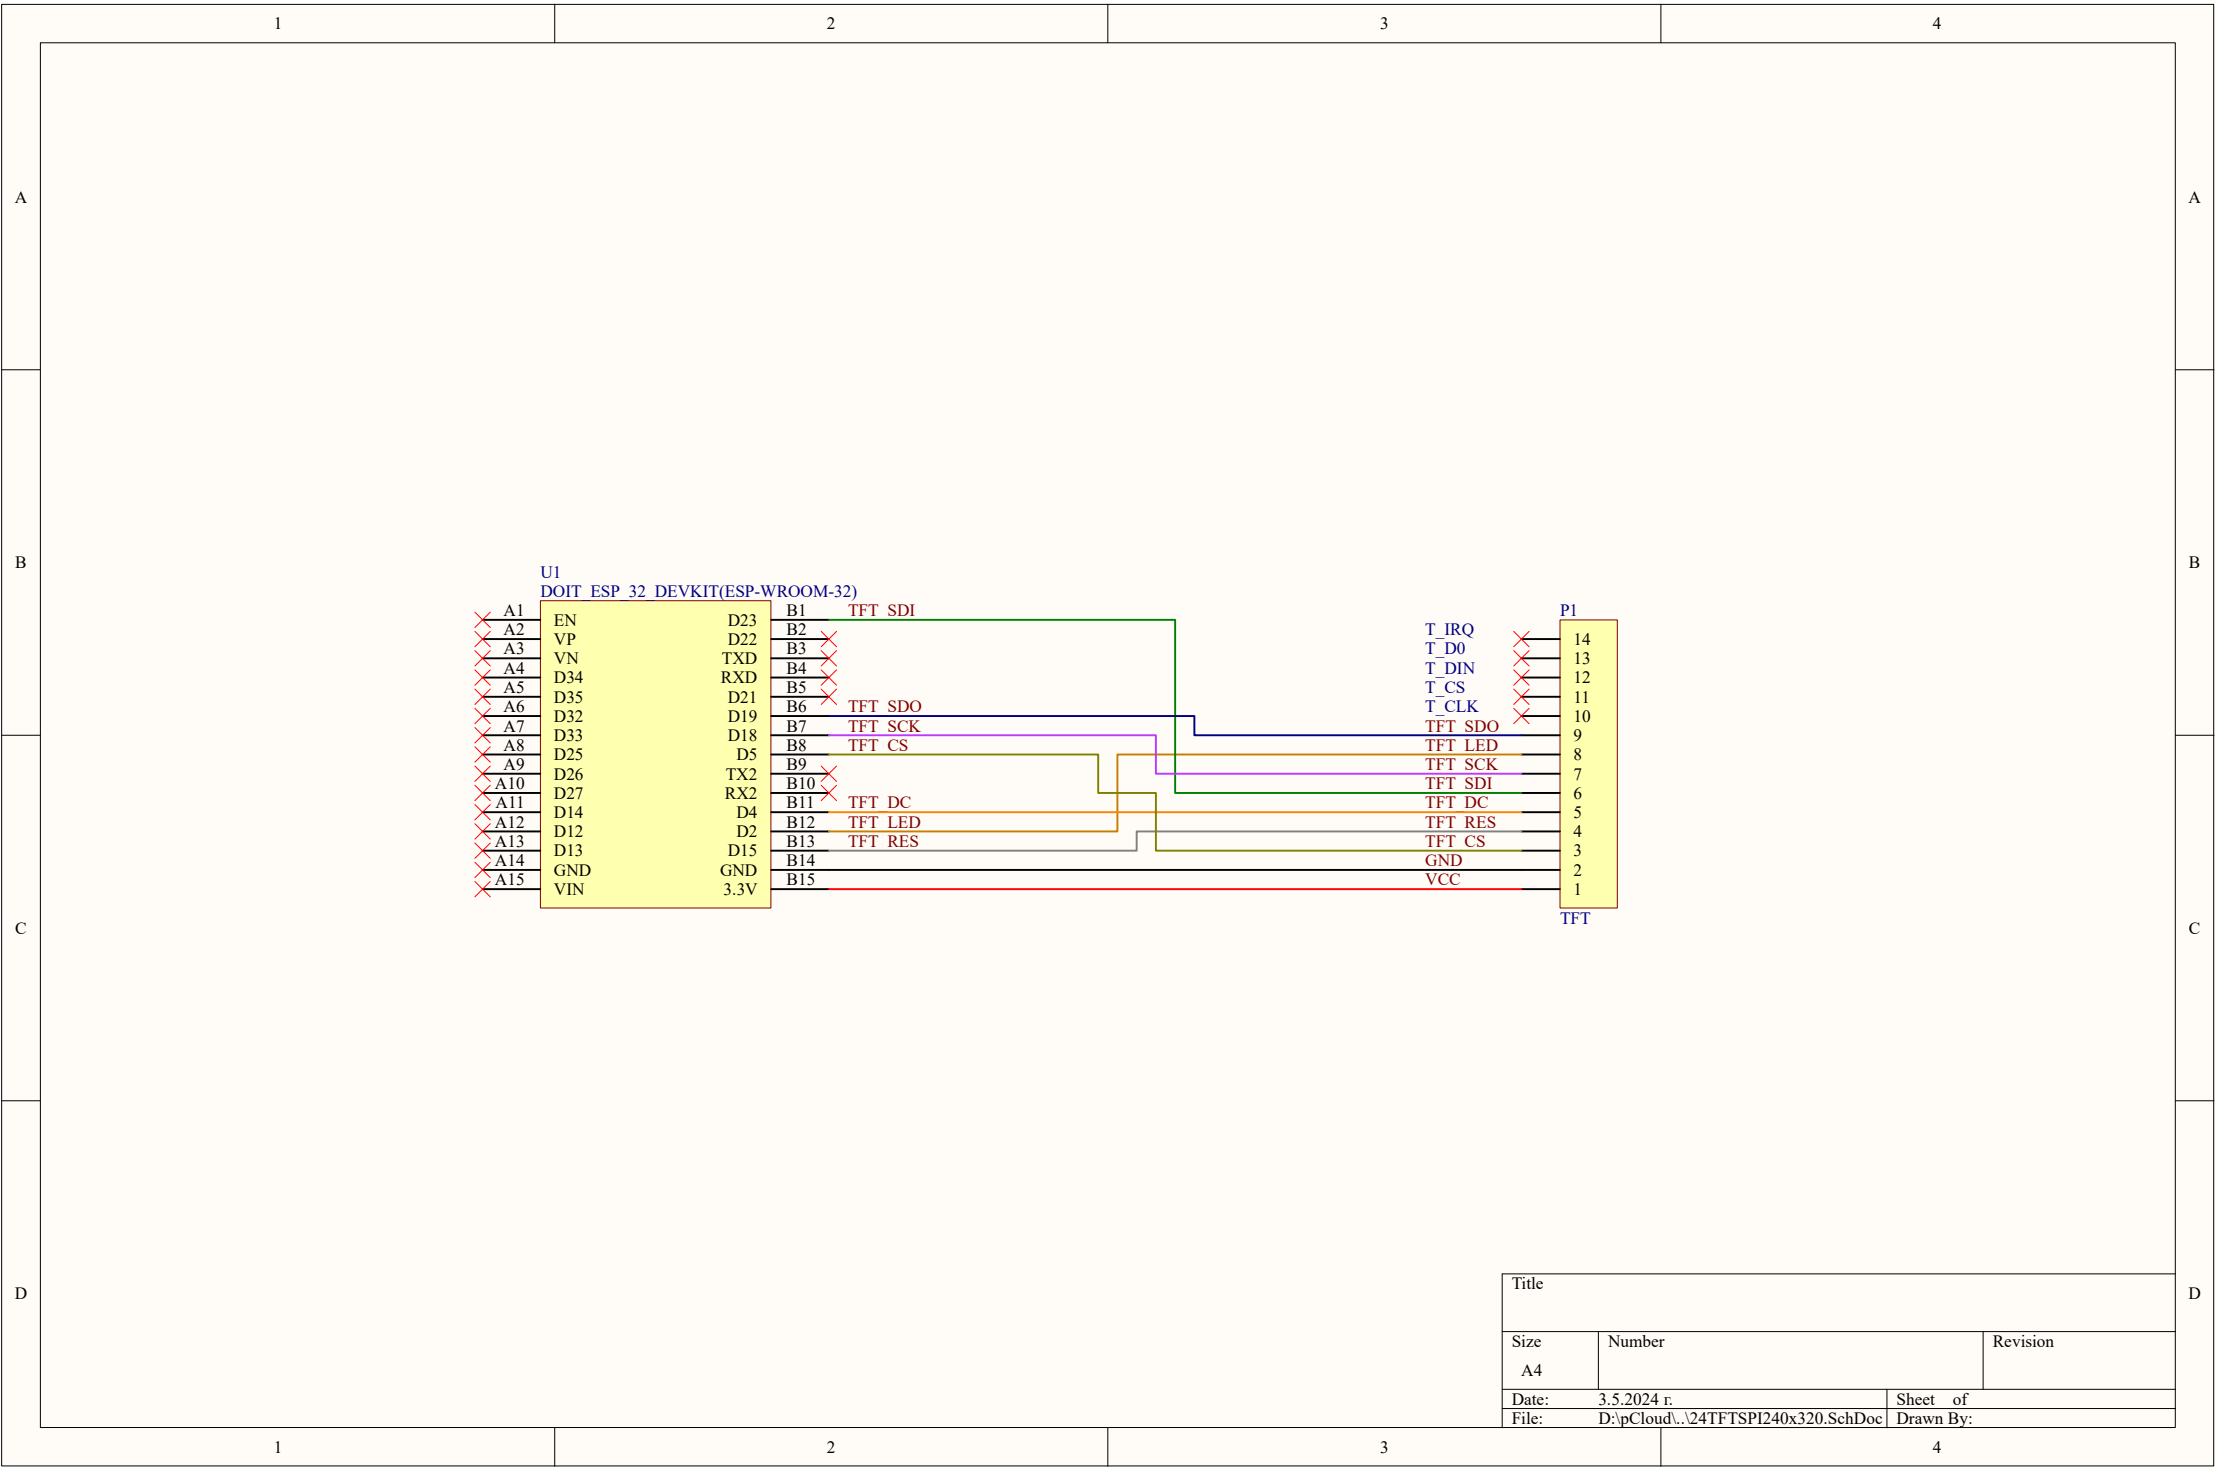 1 2 3 4
A A
B B
C C
D D
U1
DOIT_ESP_32_DEVKIT(ESP-WROOM-32)
A1 EN D23 B1 TFT_SDI
A2 VP D22 B2
A3 VN TXD B3
A4 D34 RXD B4
A5 D35 D21 B5
A6 D32 D19 B6 TFT_SDO
A7 D33 D18 B7 TFT_SCK
A8 D25 D5 B8 TFT_CS
A9 D26 TX2 B9
A10 D27 RX2 B10
A11 D14 D4 B11 TFT_DC
A12 D12 D2 B12 TFT_LED
A13 D13 D15 B13 TFT_RES
A14 GND GND B14
A15 VIN 3.3V B15
P1
T_IRQ 14
T_D0 13
T_DIN 12
T_CS 11
T_CLK 10
TFT_SDO 9
TFT_LED 8
TFT_SCK 7
TFT_SDI 6
TFT_DC 5
TFT_RES 4
TFT_CS 3
GND 2
VCC 1
TFT
Title
Size Number Revision
A4
Date: 3.5.2024 г. Sheet of
File: D:\pCloud\..\24TFTSPI240x320.SchDoc Drawn By:
1 2 3 4